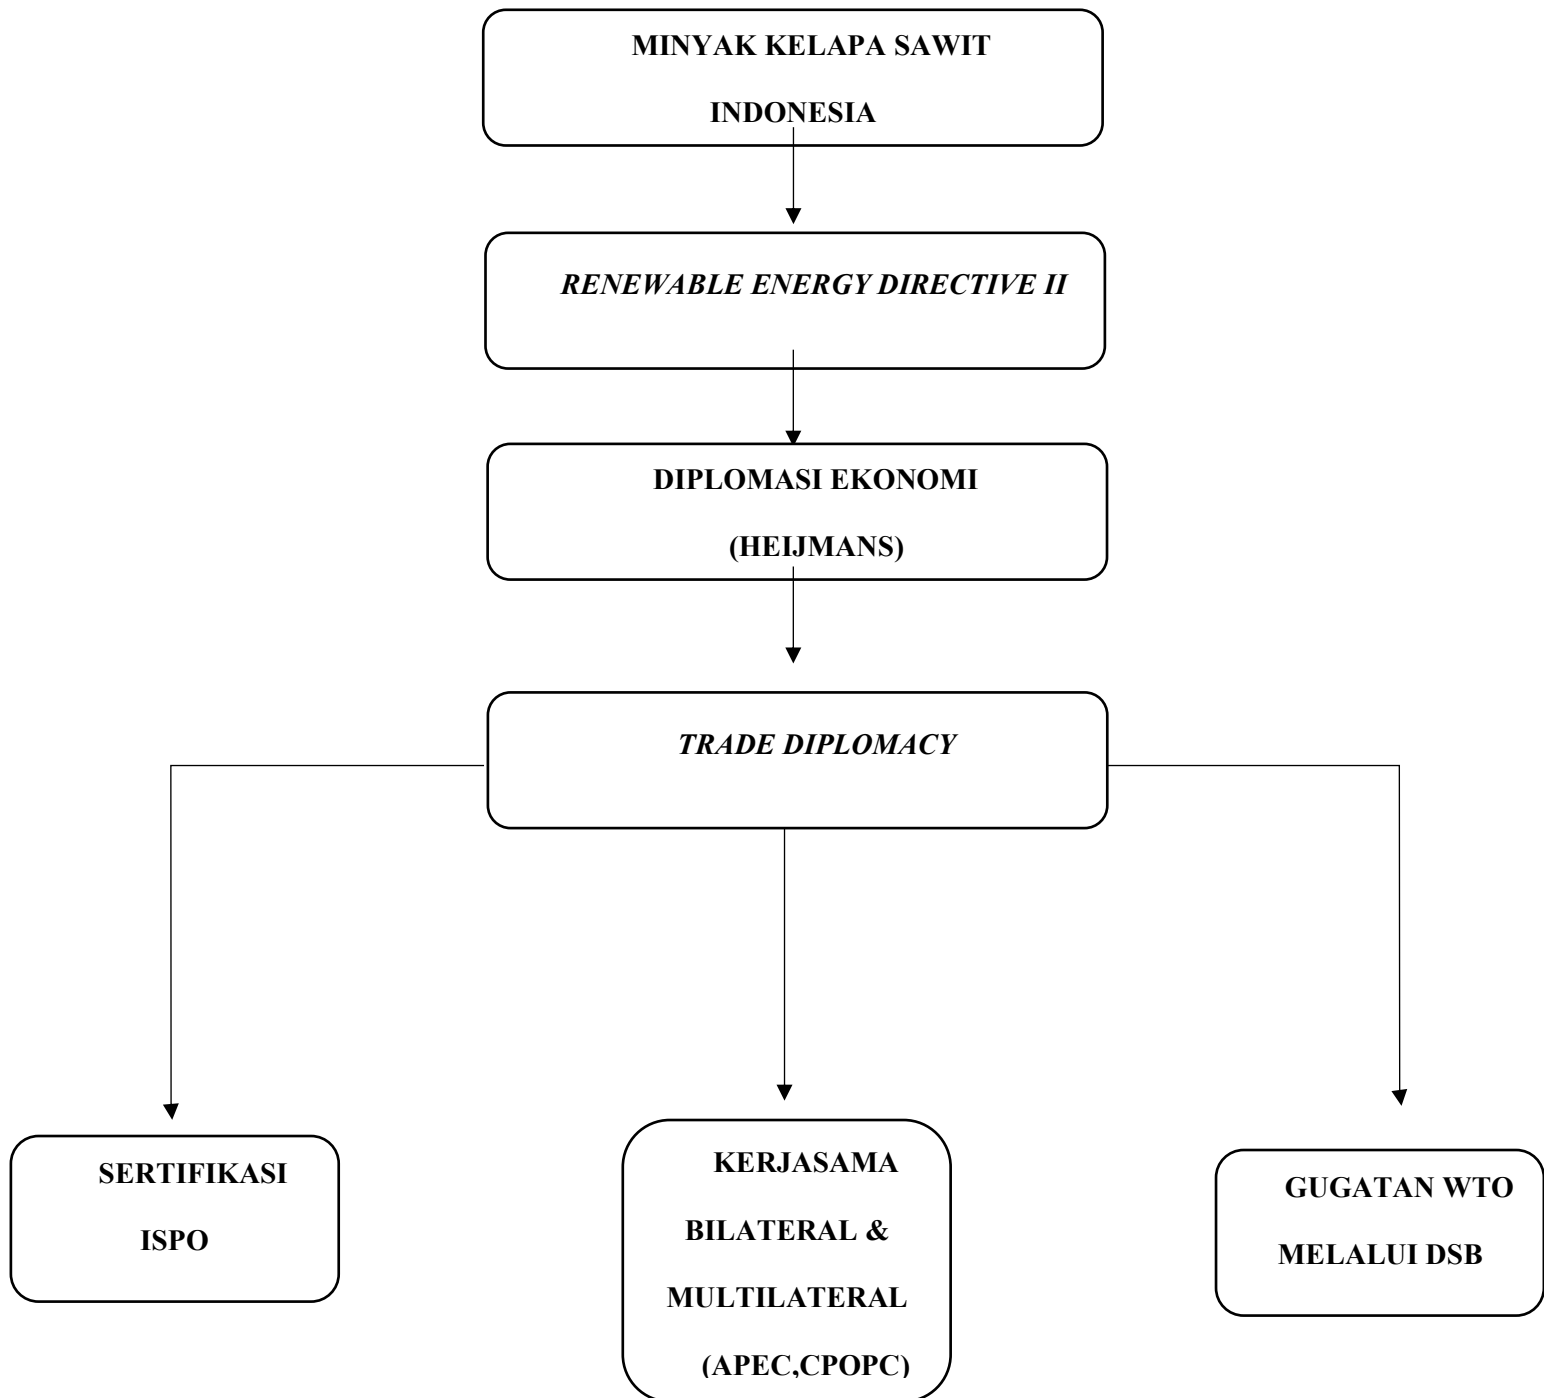 MINYAK KELAPA SAWIT
INDONESIA
RENEWABLE ENERGY DIRECTIVE II
DIPLOMASI EKONOMI
(HEIJMANS)
TRADE DIPLOMACY
SERTIFIKASI
ISPO
KERJASAMA
BILATERAL &
MULTILATERAL
(APEC,CPOPC)
GUGATAN WTO
MELALUI DSB